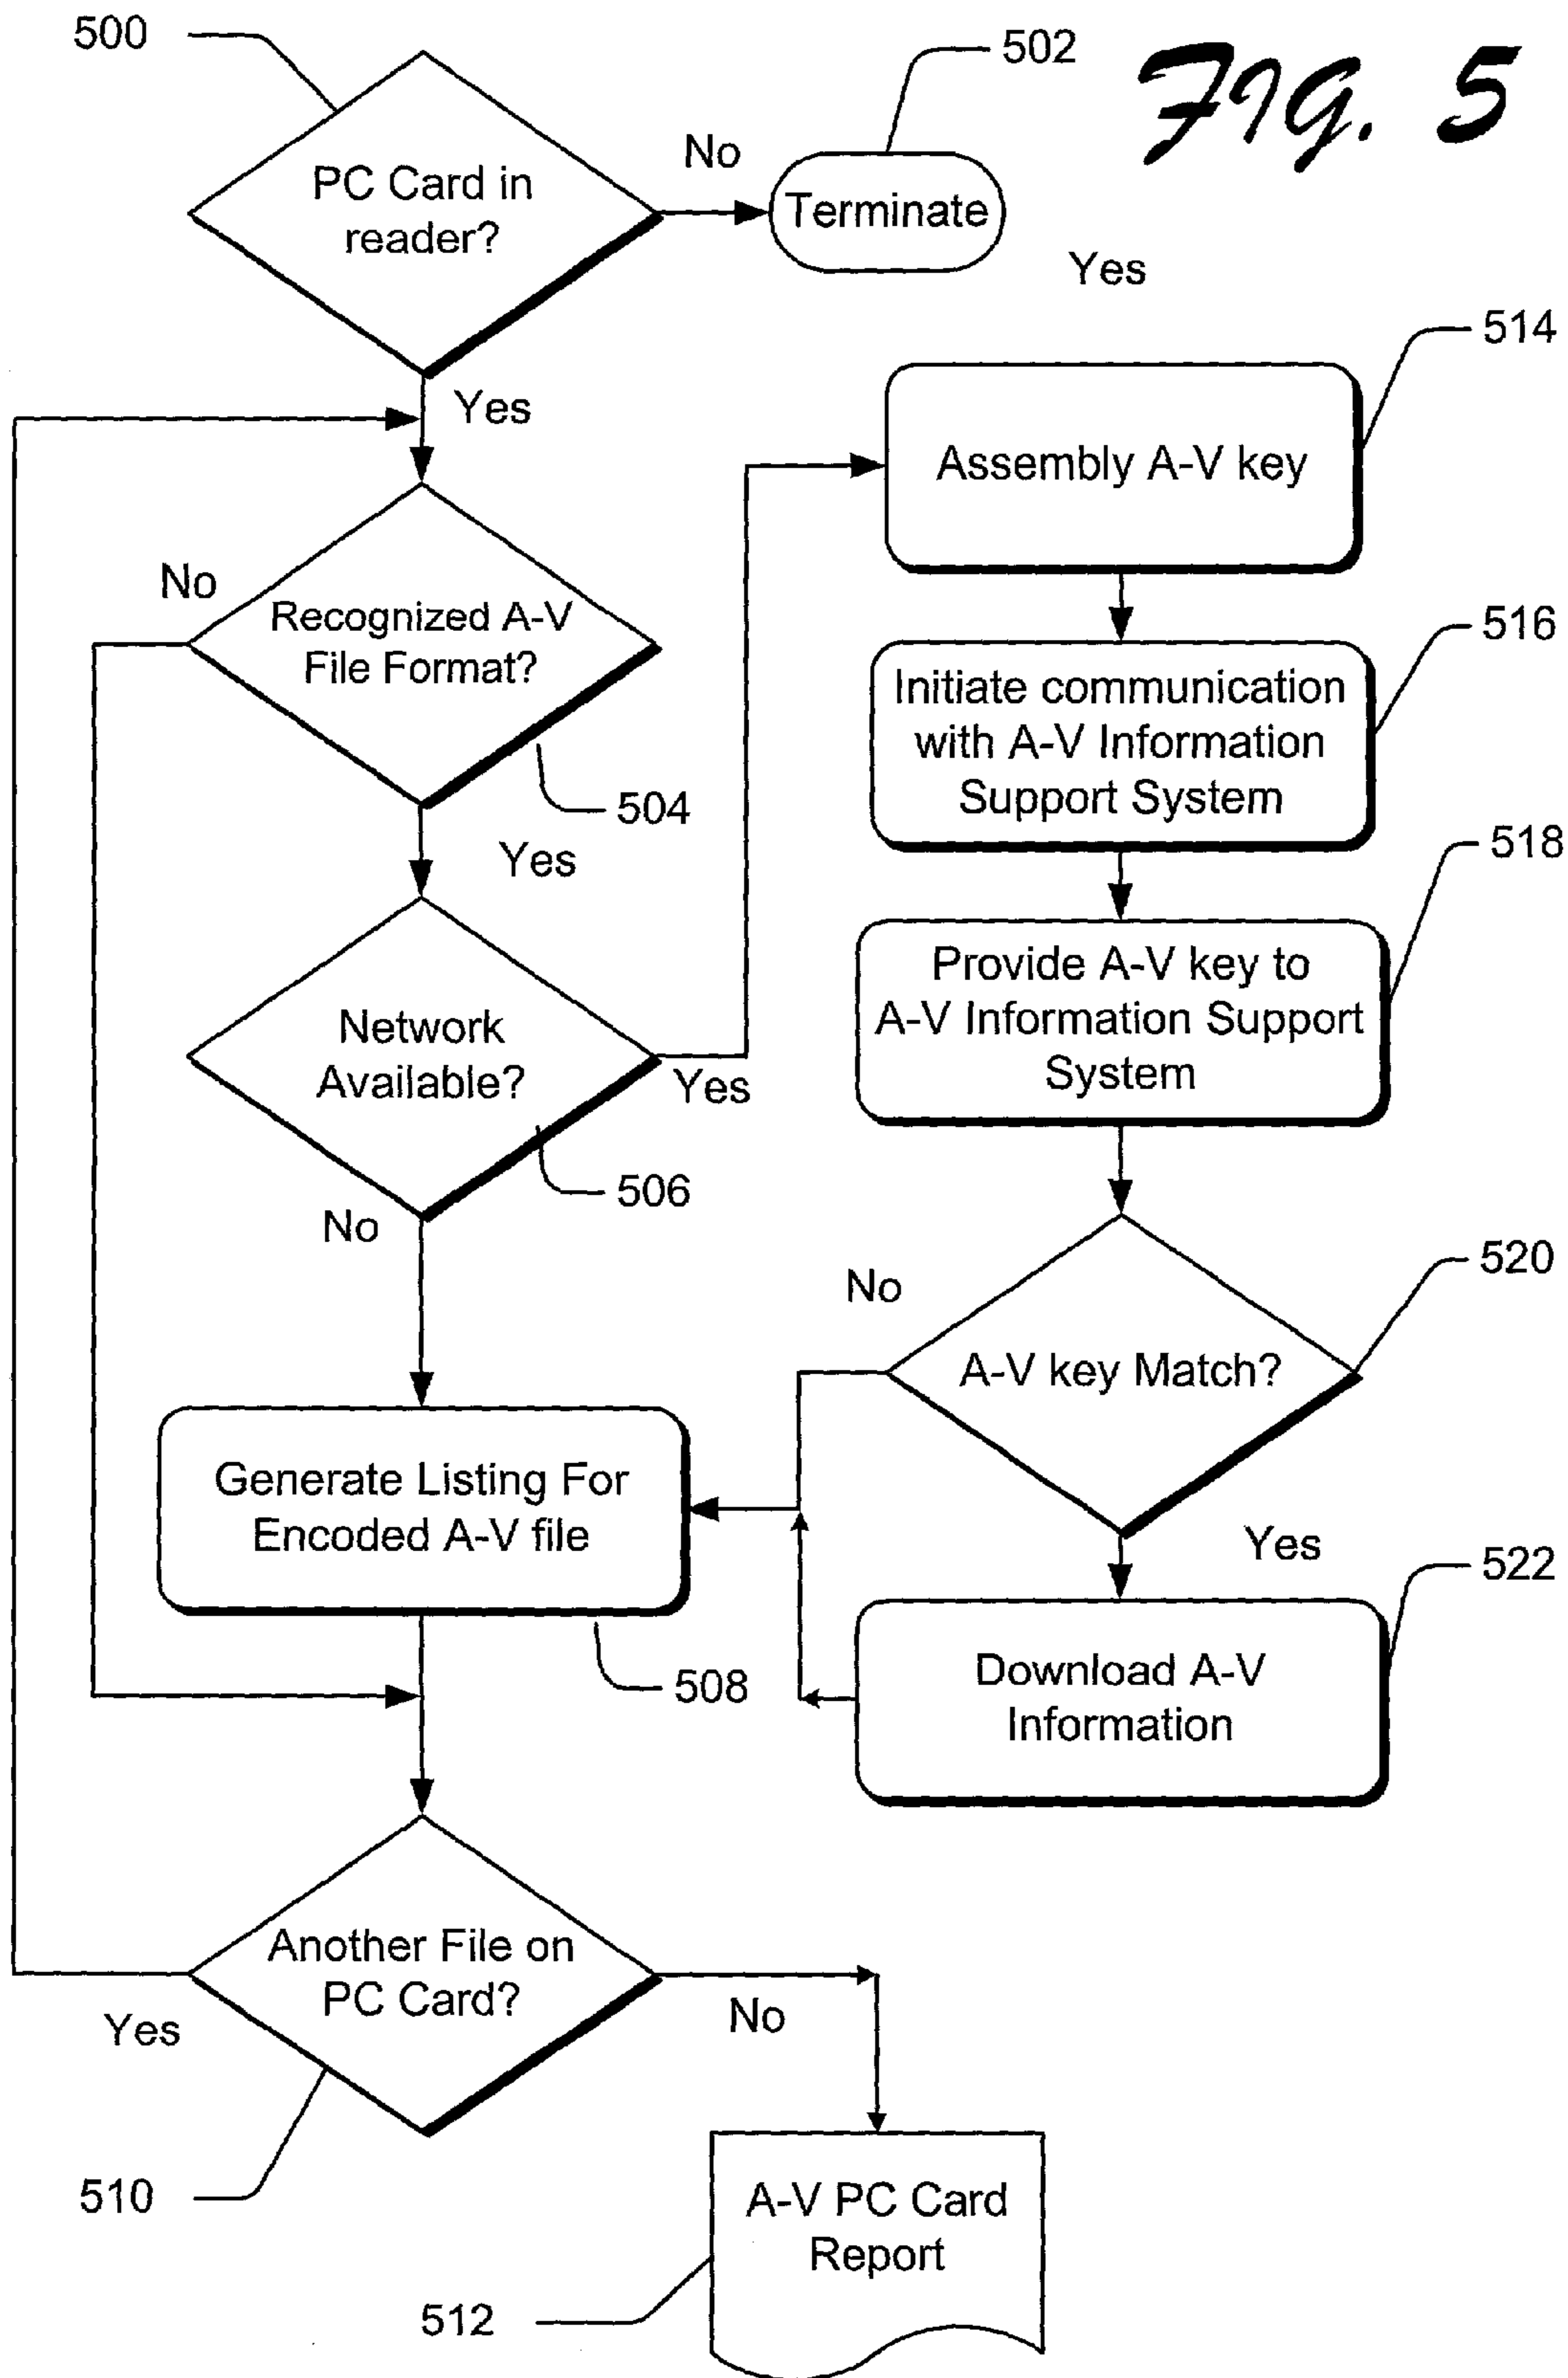 500
502
FIG. 5
PC Card in
reader?
No
Terminate
Yes
Yes
514
Assembly A-V key
No
Recognized A-V
File Format?
504
Yes
516
Initiate communication
with A-V Information
Support System
518
Provide A-V key to
A-V Information Support
System
Network
Available?
Yes
506
No
520
No
A-V key Match?
Yes
Generate Listing For
Encoded A-V file
508
522
Download A-V
Information
Another File on
PC Card?
Yes
No
510
A-V PC Card
Report
512